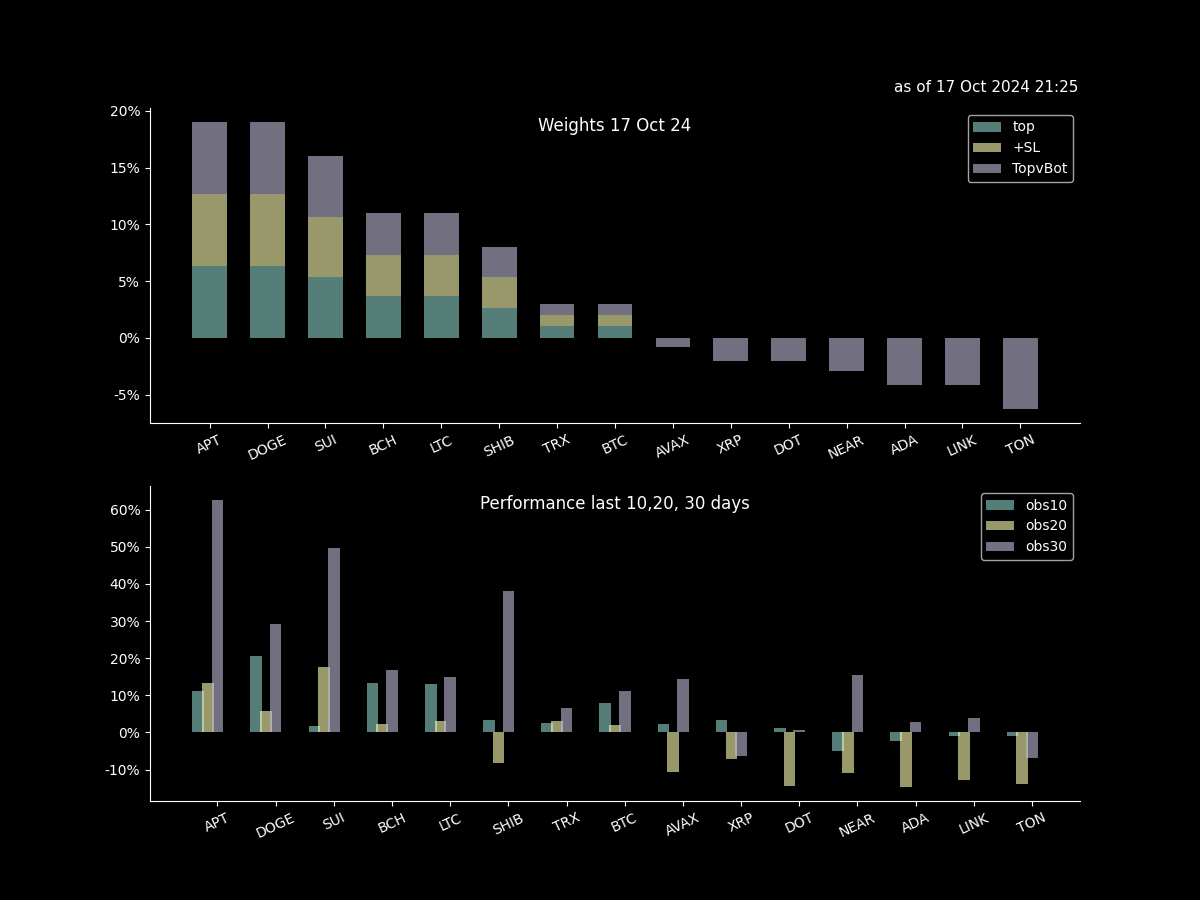 as of 17 Oct 2024 21:25
Weights 17 Oct 24
top
+SL
TopvBot
20%
15%
10%
5%
0%
-5%
APT DOGE SUI BCH LTC SHIB TRX BTC AVAX XRP DOT NEAR ADA LINK TON
Performance last 10,20, 30 days
obs10
obs20
obs30
60%
50%
40%
30%
20%
10%
0%
-10%
APT DOGE SUI BCH LTC SHIB TRX BTC AVAX XRP DOT NEAR ADA LINK TON